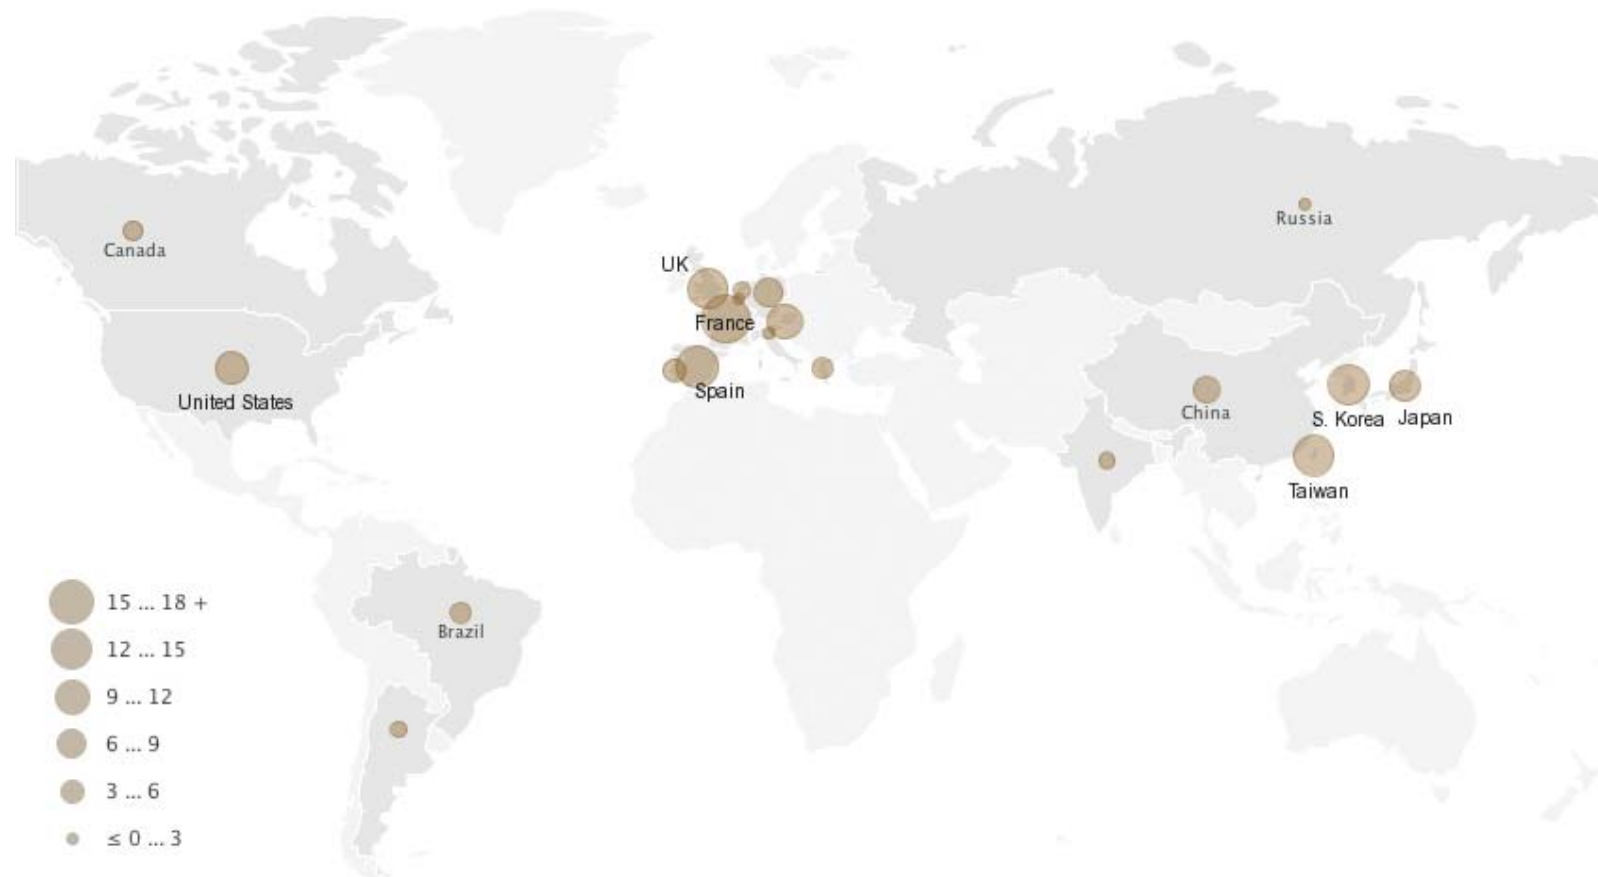 Russia
Canada
UK
France
Spain
United States
China
S. Korea
Japan
Taiwan
Brazil
15 ... 18 +
12 ... 15
9 ... 12
6 ... 9
3 ... 6
≤ 0 ... 3